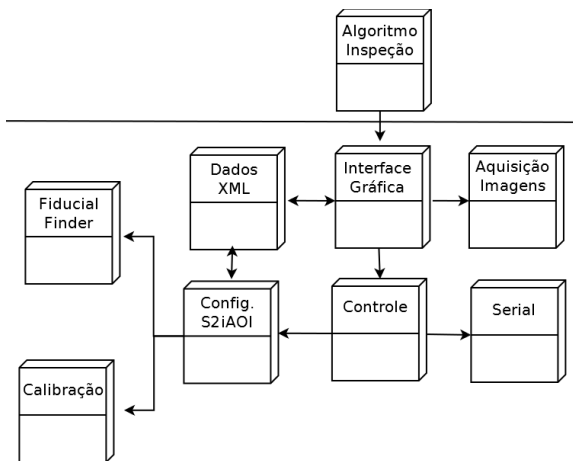 Algoritmo
Inspeção
Dados
XML
Interface
Gráfica
Aquisição
Imagens
Fiducial
Finder
Config.
S2iAOI
Controle
Serial
Calibração